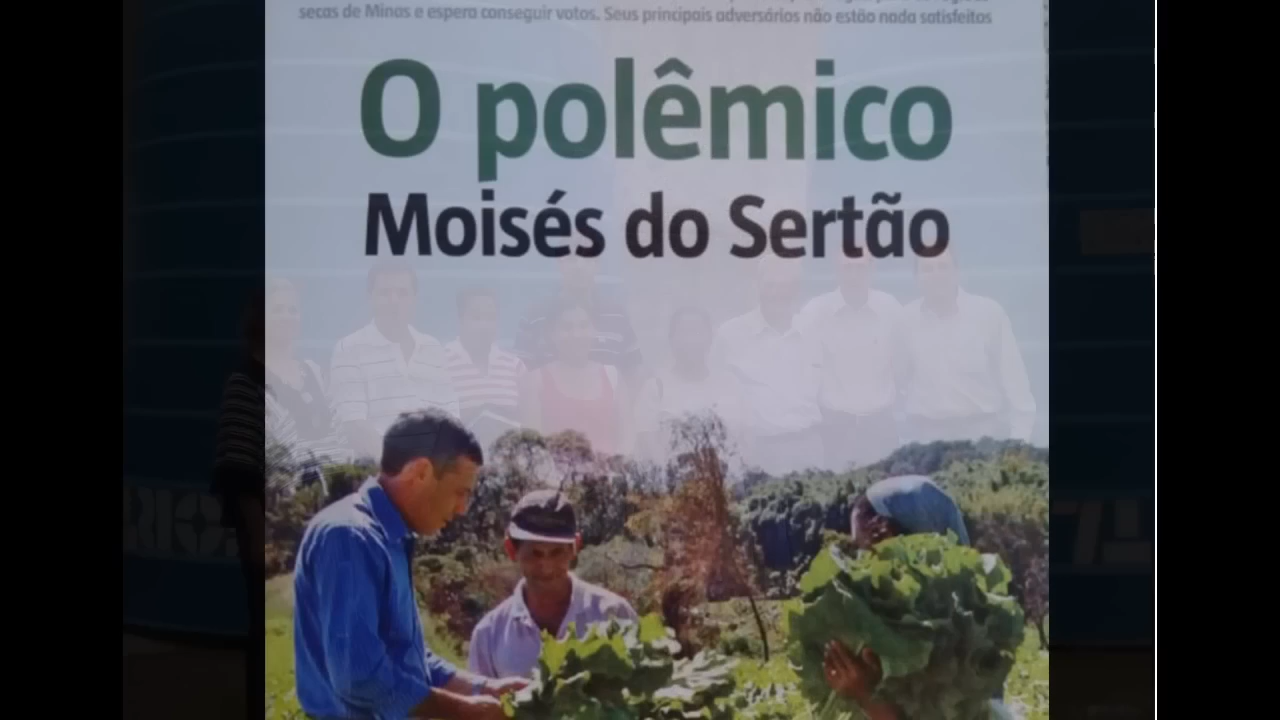 secas de Minas e espera conseguir votos. Seus principais adversários não estão nada satisfeitos
O polêmico
Moisés do Sertão